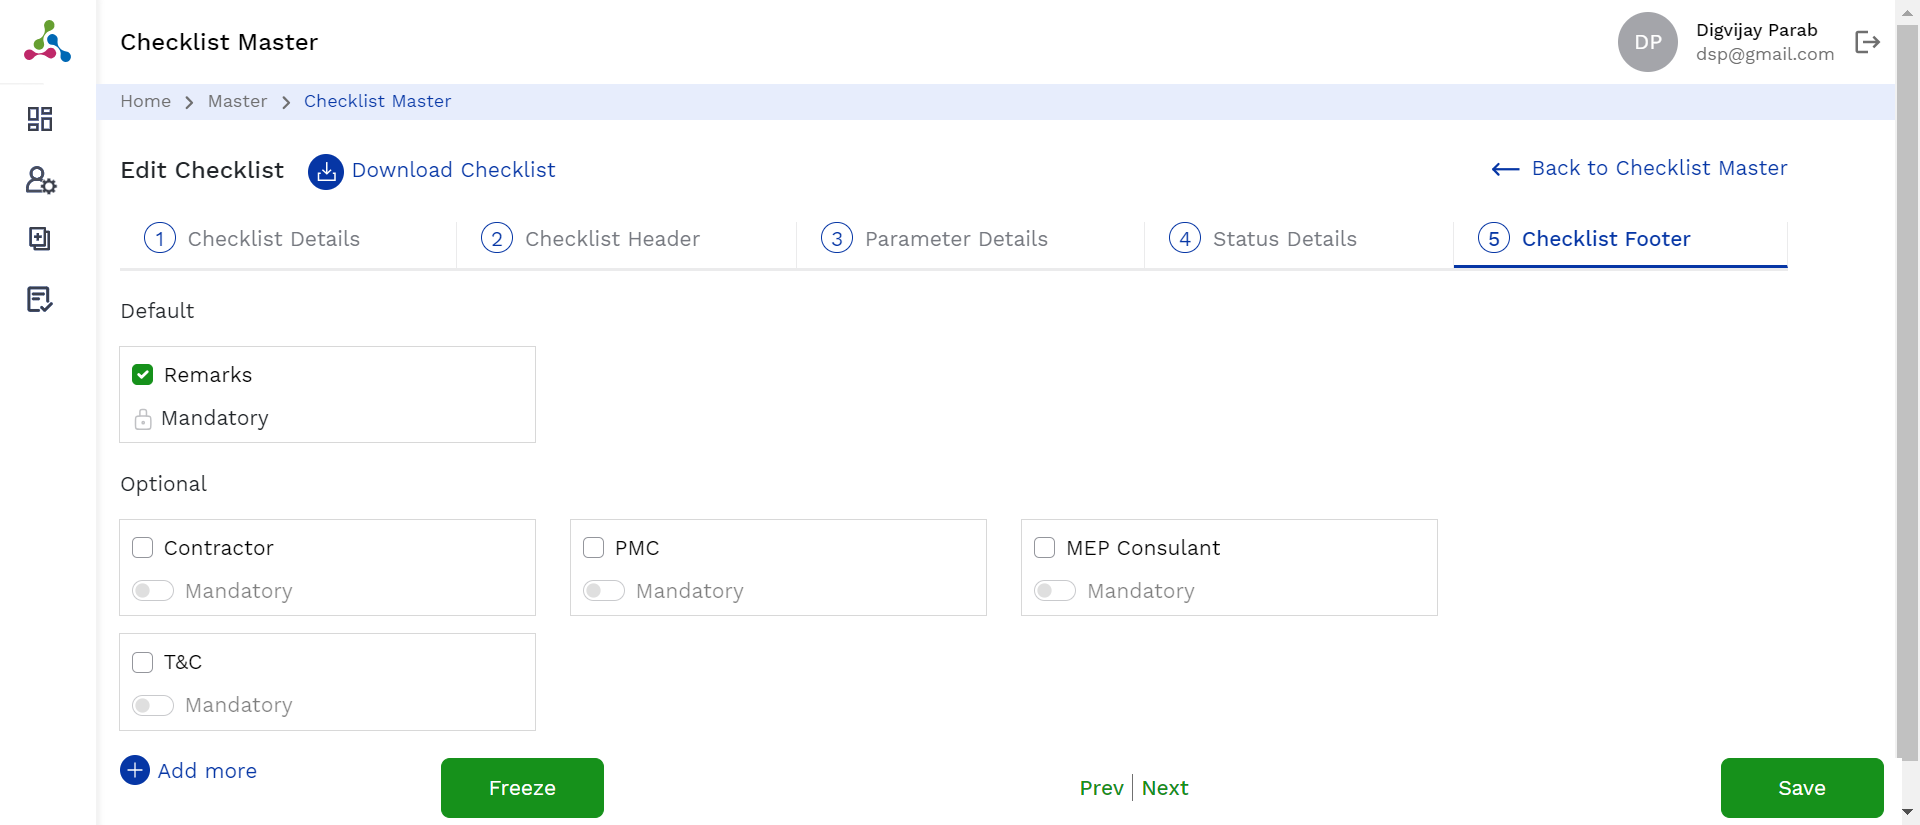 Checklist Master
DP
Digvijay Parab
dsp@gmail.com
Home > Master > Checklist Master
Edit Checklist
Download Checklist
Back to Checklist Master
1 Checklist Details
2 Checklist Header
3 Parameter Details
4 Status Details
5 Checklist Footer
Default
Remarks
Mandatory
Optional
Contractor
Mandatory
PMC
Mandatory
MEP Consulant
Mandatory
T&C
Mandatory
Add more
Freeze
Prev | Next
Save